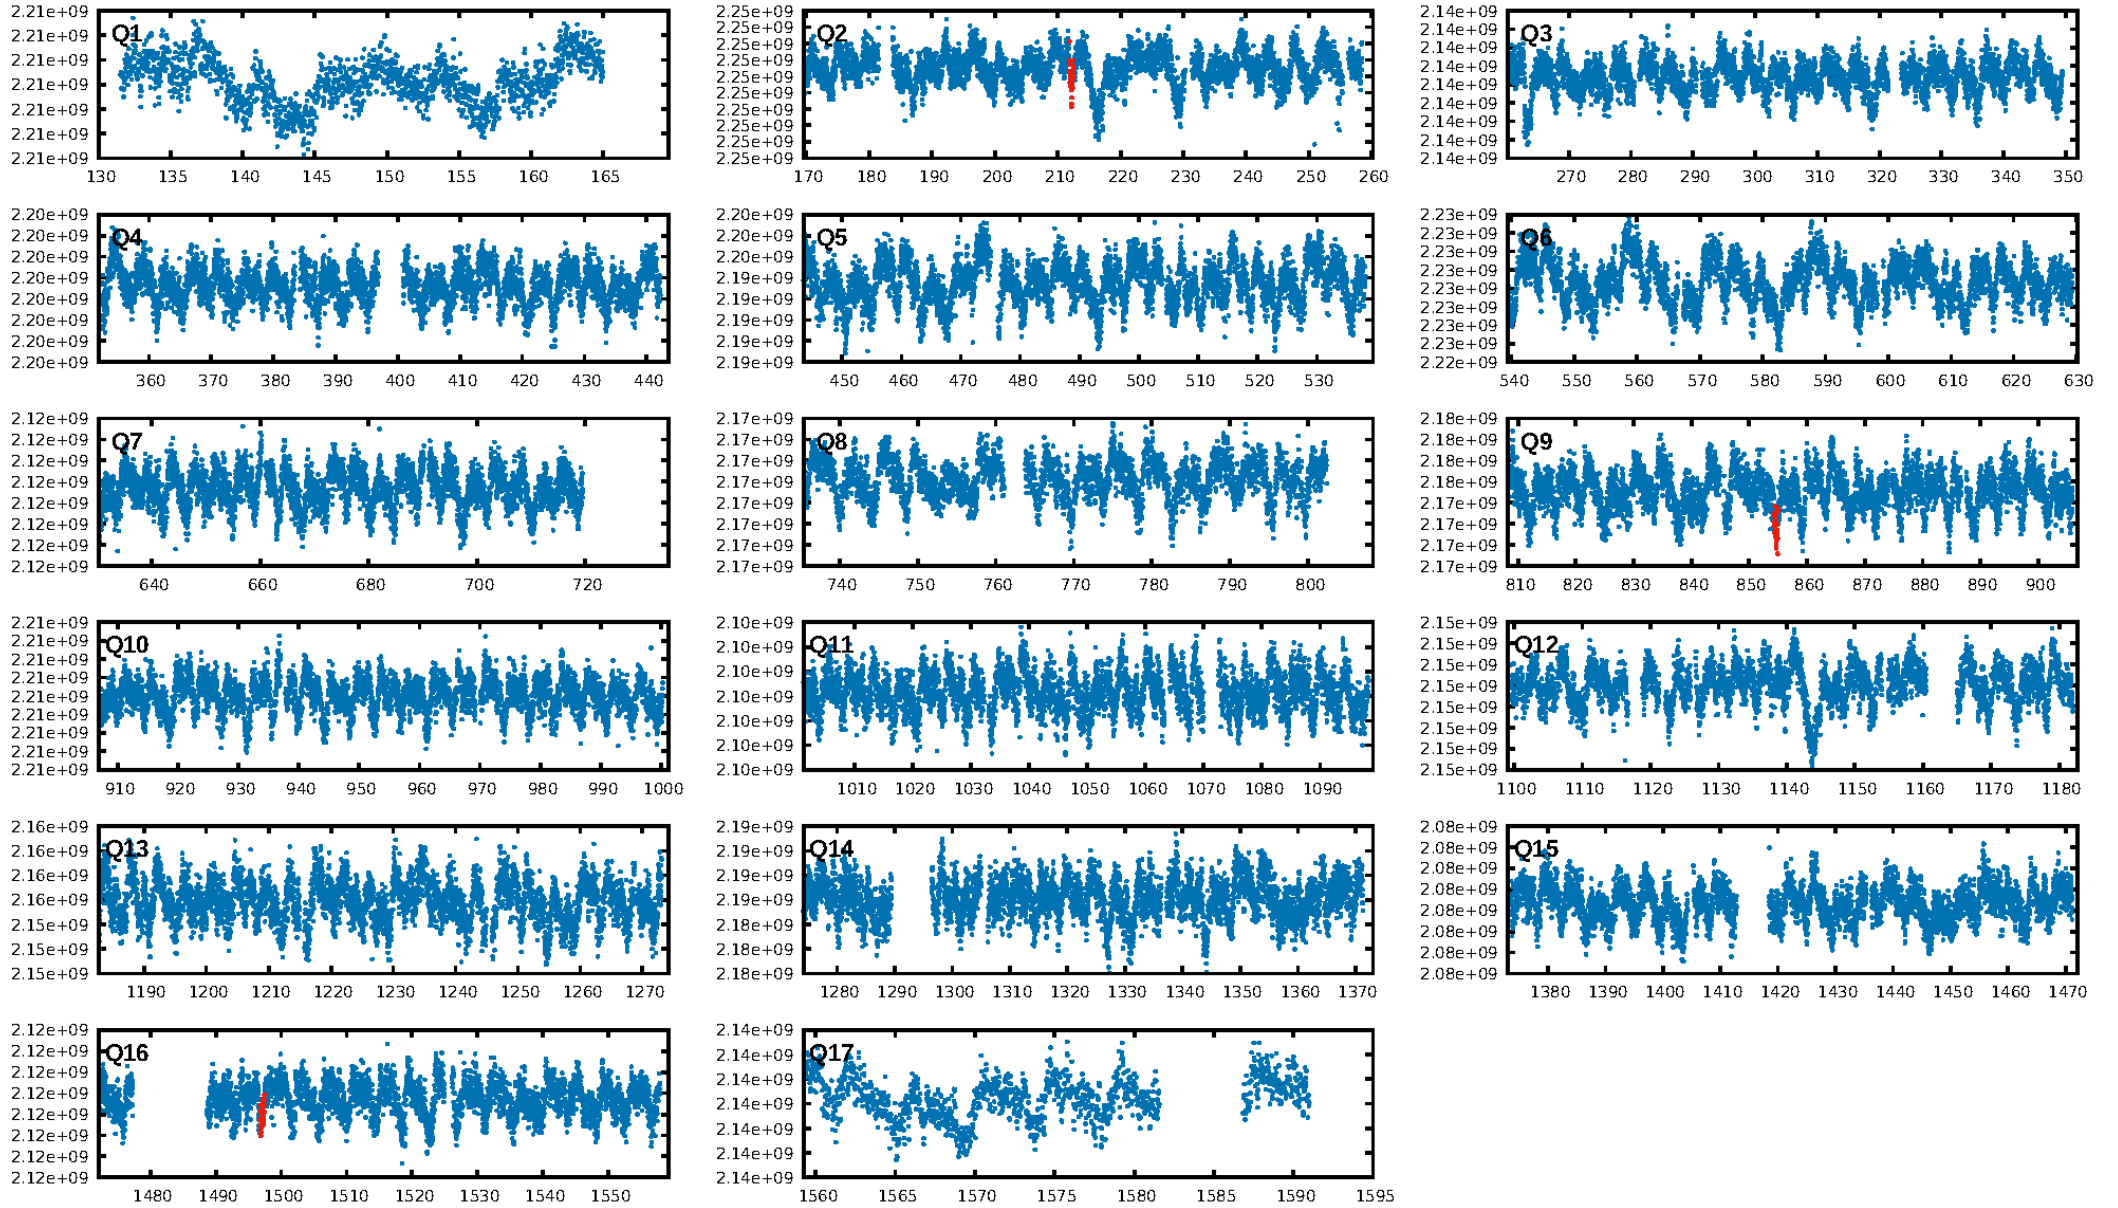 2.21e+09
2.21e+09
2.21e+09
2.21e+09
2.21e+09
2.21e+09
2.21e+09
Q1
130 135 140 145 150 155 160 165
2.25e+09
2.25e+09
2.25e+09
2.25e+09
2.25e+09
2.25e+09
2.25e+09
2.25e+09
2.25e+09
2.25e+09
Q2
170 180 190 200 210 220 230 240 250 260
2.14e+09
2.14e+09
2.14e+09
2.14e+09
2.14e+09
2.14e+09
2.14e+09
2.14e+09
2.14e+09
Q3
270 280 290 300 310 320 330 340 350
2.20e+09
2.20e+09
2.20e+09
2.20e+09
2.20e+09
2.20e+09
2.20e+09
2.20e+09
Q4
360 370 380 390 400 410 420 430 440
2.20e+09
2.20e+09
2.20e+09
2.19e+09
2.19e+09
2.19e+09
2.19e+09
2.19e+09
Q5
450 460 470 480 490 500 510 520 530
2.23e+09
2.23e+09
2.23e+09
2.23e+09
2.23e+09
2.23e+09
2.23e+09
2.23e+09
2.22e+09
Q6
540 550 560 570 580 590 600 610 620 630
2.12e+09
2.12e+09
2.12e+09
2.12e+09
2.12e+09
2.12e+09
2.12e+09
2.12e+09
Q7
640 660 680 700 720
2.17e+09
2.17e+09
2.17e+09
2.17e+09
2.17e+09
2.17e+09
2.17e+09
2.17e+09
Q8
740 750 760 770 780 790 800
2.18e+09
2.18e+09
2.18e+09
2.18e+09
2.17e+09
2.17e+09
2.17e+09
2.17e+09
Q9
810 820 830 840 850 860 870 880 890 900
2.21e+09
2.21e+09
2.21e+09
2.21e+09
2.21e+09
2.21e+09
2.21e+09
2.21e+09
2.21e+09
Q10
910 920 930 940 950 960 970 980 990 1000
2.10e+09
2.10e+09
2.10e+09
2.10e+09
2.10e+09
2.10e+09
2.10e+09
Q11
1010 1020 1030 1040 1050 1060 1070 1080 1090
2.15e+09
2.15e+09
2.15e+09
2.15e+09
2.15e+09
2.15e+09
2.15e+09
2.15e+09
Q12
1100 1110 1120 1130 1140 1150 1160 1170 1180
2.16e+09
2.16e+09
2.16e+09
2.16e+09
2.15e+09
2.15e+09
2.15e+09
Q13
1190 1200 1210 1220 1230 1240 1250 1260 1270
2.19e+09
2.19e+09
2.19e+09
2.19e+09
2.18e+09
2.18e+09
2.18e+09
Q14
1280 1290 1300 1310 1320 1330 1340 1350 1360 1370
2.08e+09
2.08e+09
2.08e+09
2.08e+09
2.08e+09
2.08e+09
2.08e+09
2.08e+09
Q15
1380 1390 1400 1410 1420 1430 1440 1450 1460 1470
2.12e+09
2.12e+09
2.12e+09
2.12e+09
2.12e+09
2.12e+09
2.12e+09
2.12e+09
Q16
1480 1490 1500 1510 1520 1530 1540 1550
2.14e+09
2.14e+09
2.14e+09
2.14e+09
2.14e+09
2.14e+09
2.14e+09
Q17
1560 1565 1570 1575 1580 1585 1590 1595